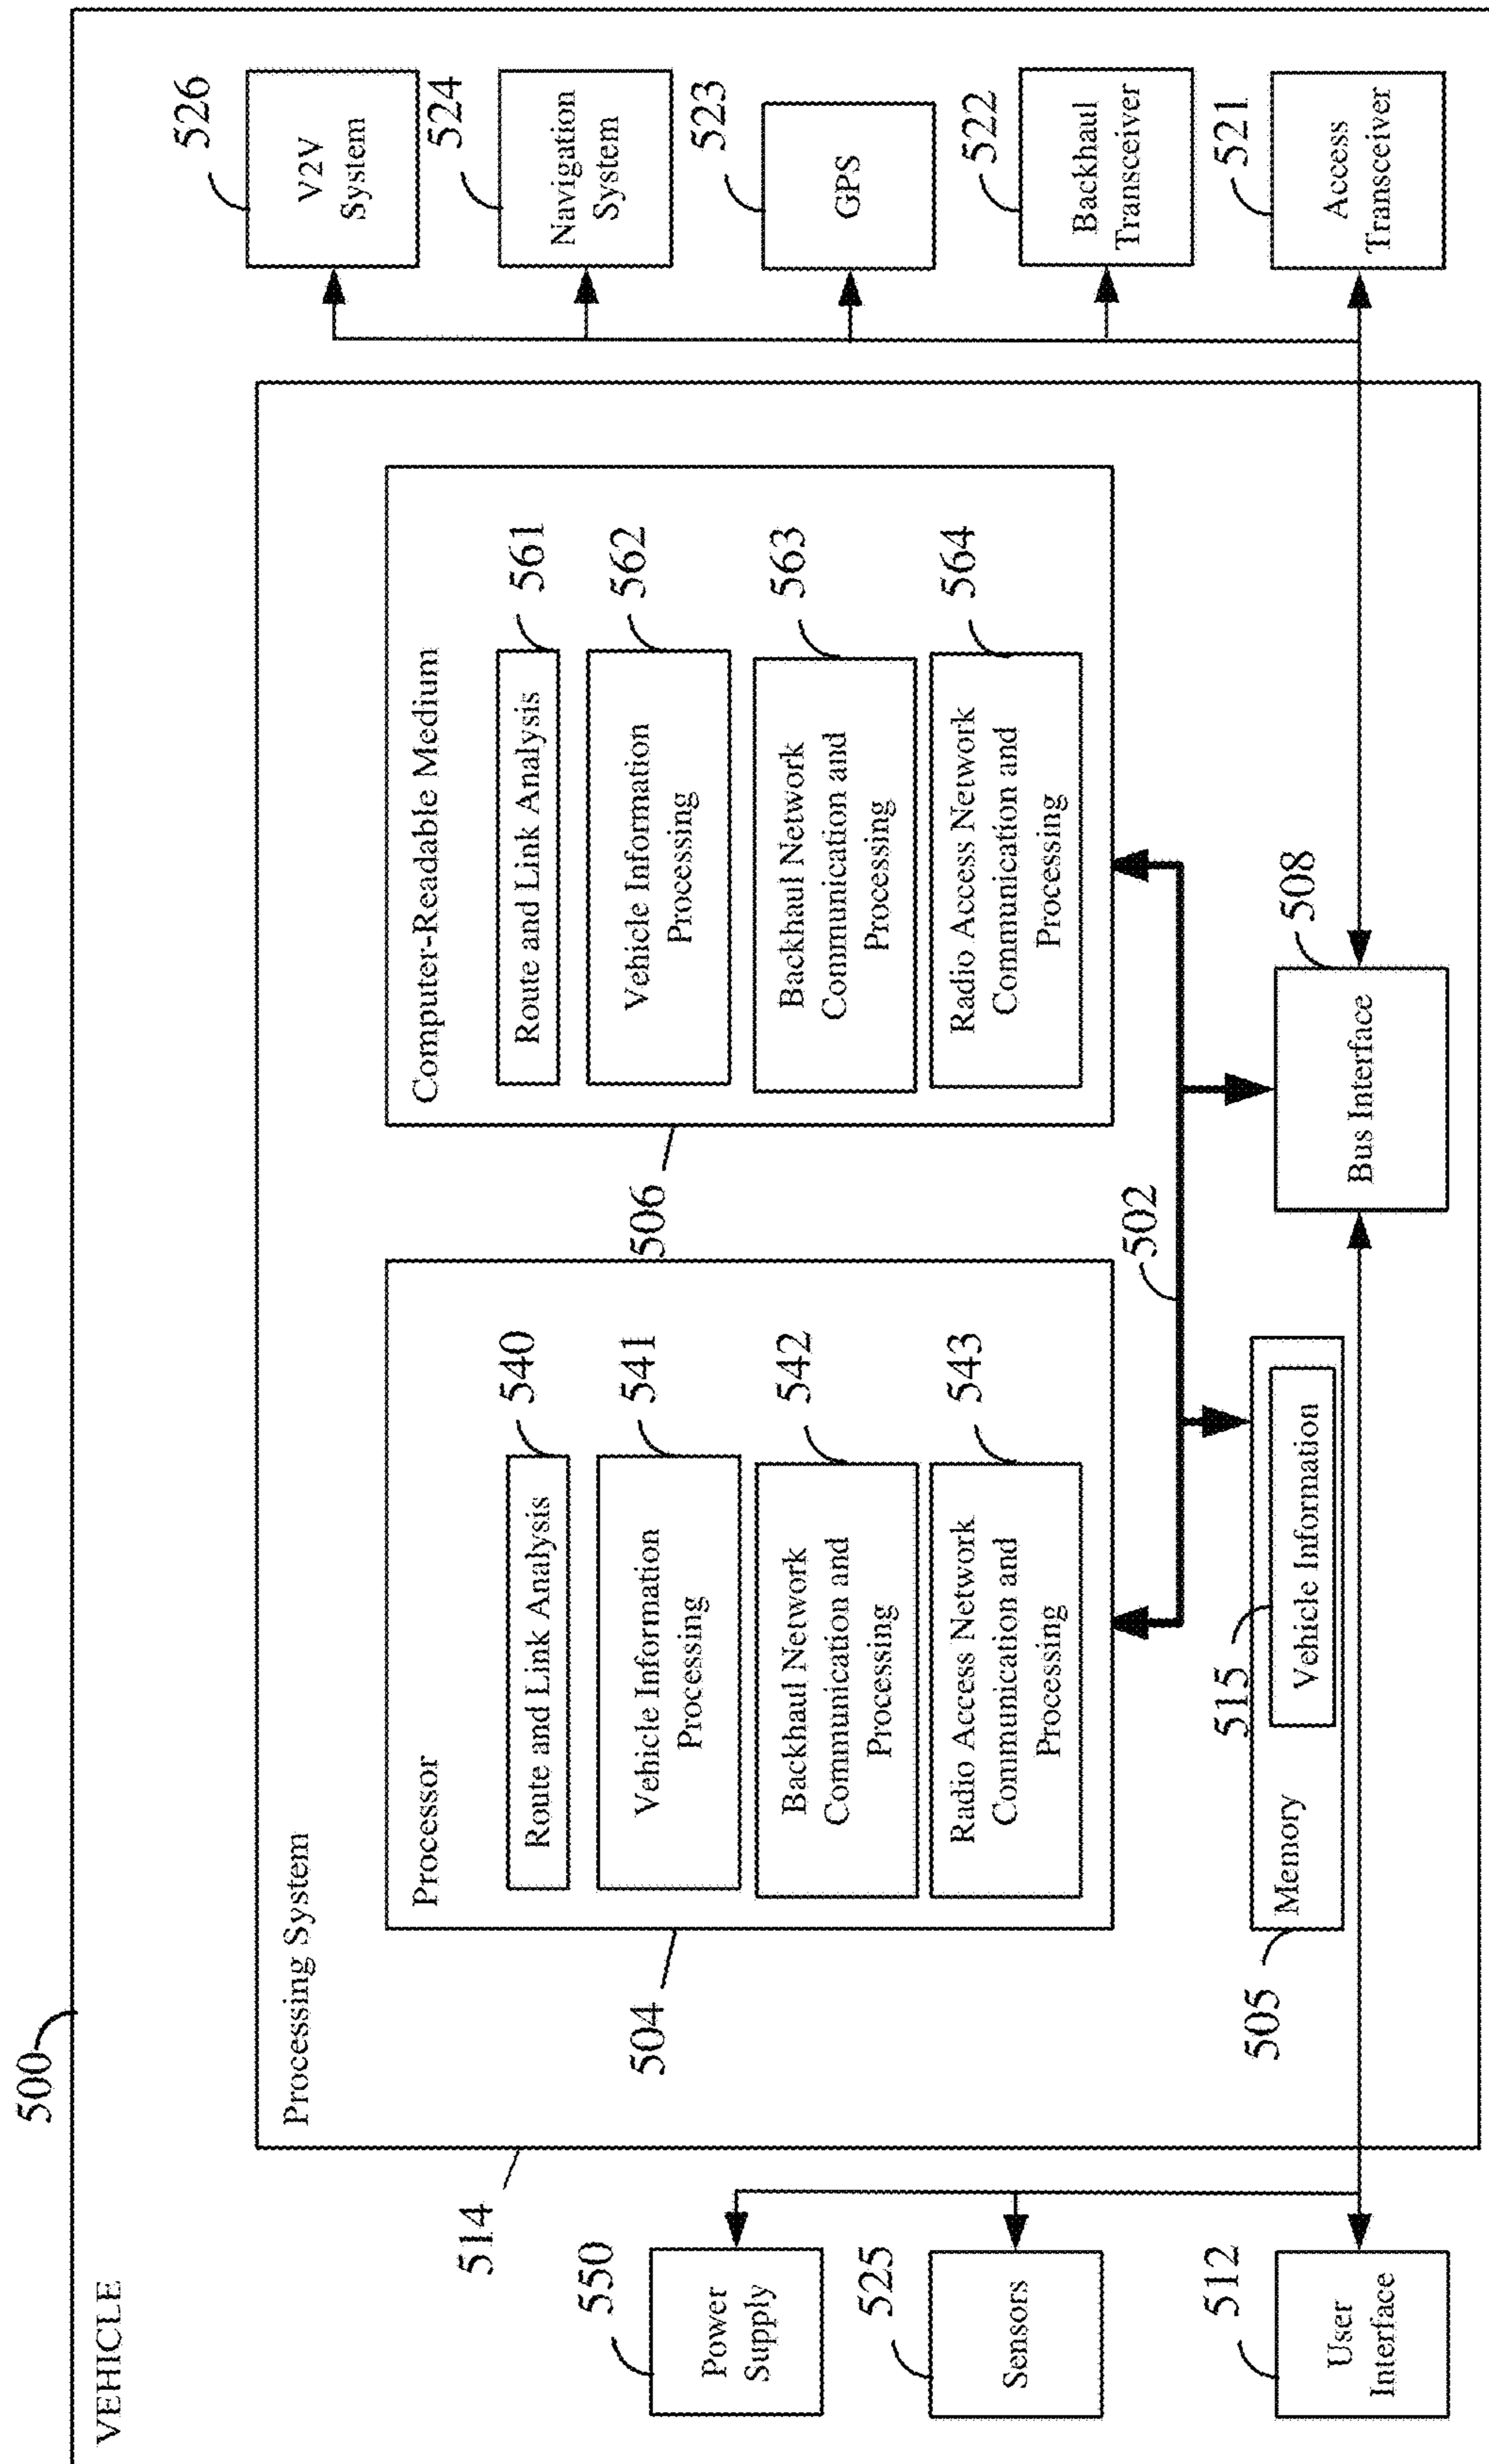 500
VEHICLE
Processing System
514
Processor
504
Route and Link Analysis
540
Vehicle Information
Processing
541
Backhaul Network
Communication and
Processing
542
Radio Access Network
Communication and
Processing
543
Computer-Readable Medium
506
Route and Link Analysis
561
Vehicle Information
Processing
562
Backhaul Network
Communication and
Processing
563
Radio Access Network
Communication and
Processing
564
502
Memory
505
Vehicle Information
515
Bus Interface
508
Power
Supply
550
Sensors
525
User
Interface
512
V2V
System
526
Navigation
System
524
GPS
523
Backhaul
Transceiver
522
Access
Transceiver
521